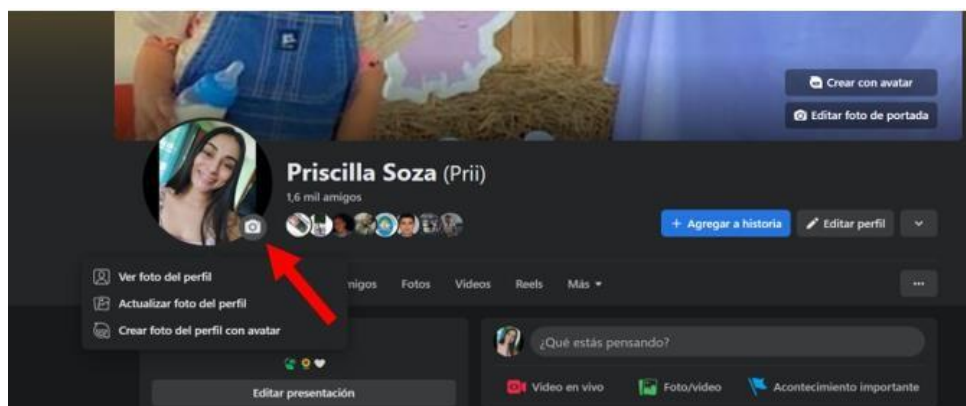 Crear con avatar
Editar foto de portada
Priscilla Soza (Prii)
1,6 mil amigos
+ Agregar a historia
Editar perfil
Ver foto del perfil
Actualizar foto del perfil
Crear foto del perfil con avatar
migos Fotos Videos Reels Más
¿Qué estás pensando?
Editar presentación
Video en vivo
Foto/video
Acontecimiento importante